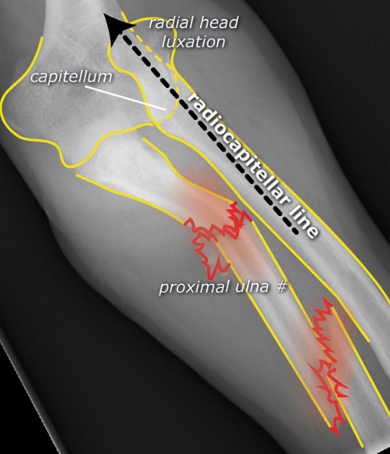 radial head
luxation
capitellum
radiocapitellar line
proximal ulna #